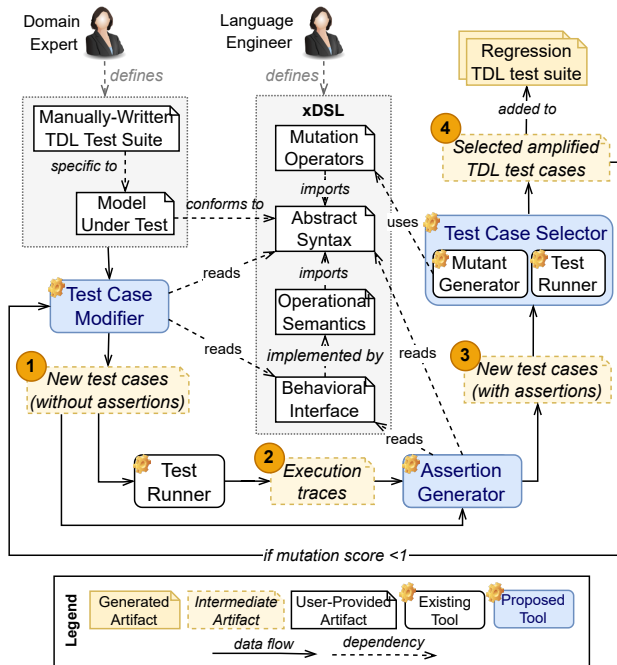 Domain
Expert
Language
Engineer
defines
defines
Regression
TDL test suite
added to
4
Selected amplified
TDL test cases
xDSL
Manually-Written
TDL Test Suite
specific to
Model
Under Test
conforms to
Mutation
Operators
imports
Abstract
Syntax
imports
Operational
Semantics
implemented by
Behavioral
Interface
uses
Test Case Selector
Mutant
Generator
Test
Runner
Test Case
Modifier
reads
reads
reads
reads
1
New test cases
(without assertions)
3
New test cases
(with assertions)
Test
Runner
2
Execution
traces
Assertion
Generator
if mutation score <1
Legend
Generated
Artifact
Intermediate
Artifact
User-Provided
Artifact
Existing
Tool
Proposed
Tool
data flow
dependency